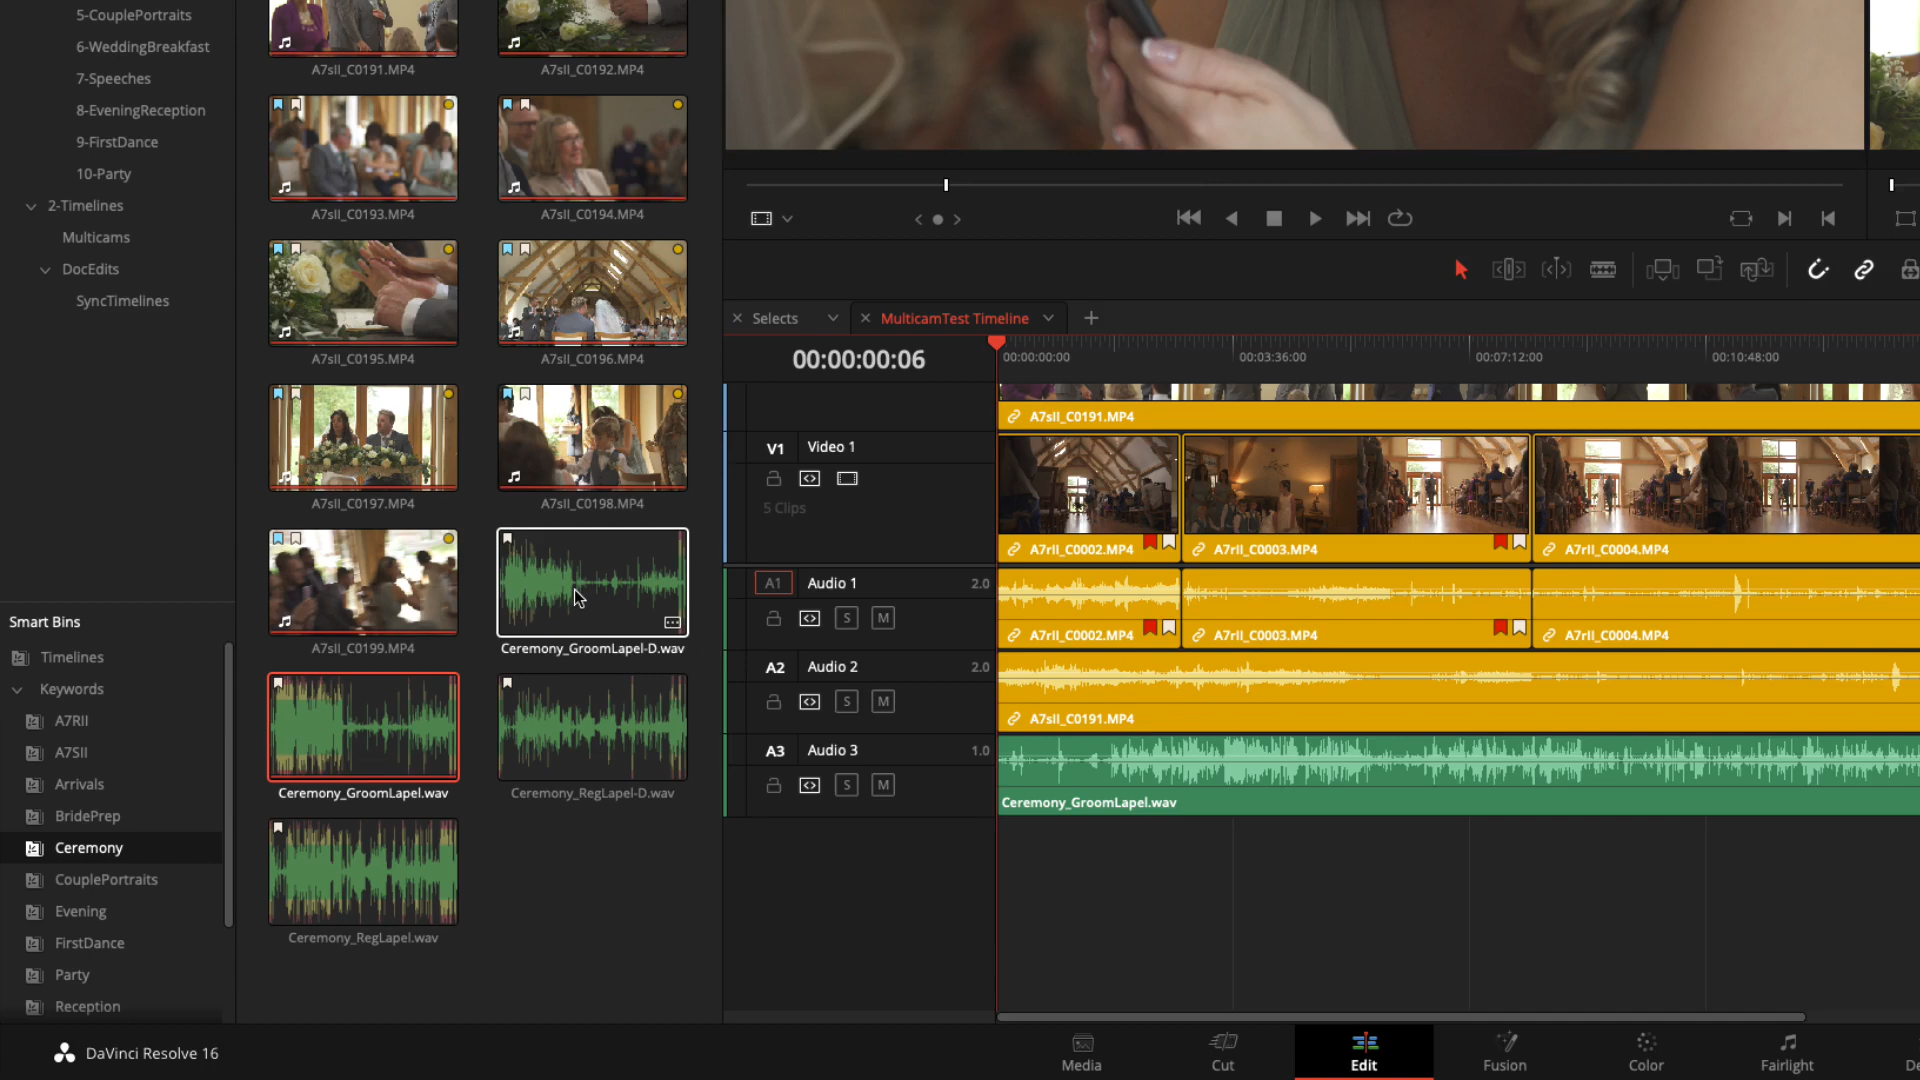 5-CouplePortraits
6-WeddingBreakfast
7-Speeches
8-EveningReception
9-FirstDance
10-Party
2-Timelines
Multicams
DocEdits
SyncTimelines
Smart Bins
Timelines
Keywords
A7RII
A7SII
Arrivals
BridePrep
Ceremony
CouplePortraits
Evening
FirstDance
Party
Reception
A7sII_C0191.MP4
A7sII_C0192.MP4
A7sII_C0193.MP4
A7sII_C0194.MP4
A7sII_C0195.MP4
A7sII_C0196.MP4
A7sII_C0197.MP4
A7sII_C0198.MP4
A7sII_C0199.MP4
Ceremony_GroomLapel-D.wav
Ceremony_GroomLapel.wav
Ceremony_RegLapel-D.wav
Ceremony_RegLapel.wav
Selects
MulticamTest Timeline
00:00:00:06
00:00:00:00
00:03:36:00
00:07:12:00
00:10:48:00
A7sII_C0191.MP4
V1 Video 1
5 Clips
A7rII_C0002.MP4
A7rII_C0003.MP4
A7rII_C0004.MP4
A1 Audio 1 2.0
S M
A7rII_C0002.MP4
A7rII_C0003.MP4
A7rII_C0004.MP4
A2 Audio 2 2.0
S M
A7sII_C0191.MP4
A3 Audio 3 1.0
S M
Ceremony_GroomLapel.wav
DaVinci Resolve 16
Media
Cut
Edit
Fusion
Color
Fairlight
De